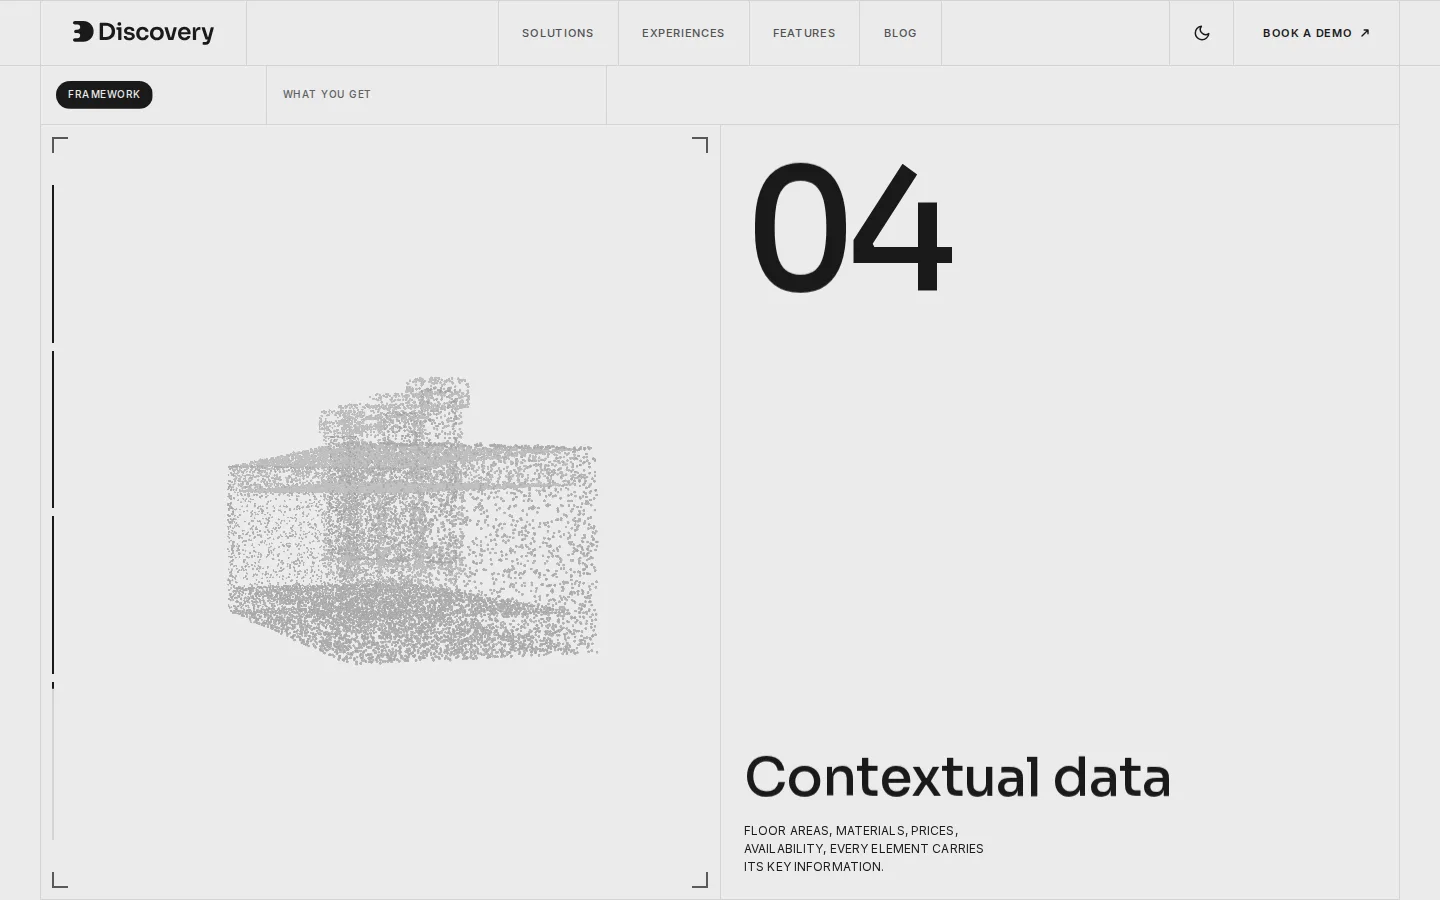 Discovery
SOLUTIONS
EXPERIENCES
FEATURES
BLOG
BOOK A DEMO
FRAMEWORK
WHAT YOU GET
04
Contextual data
FLOOR AREAS, MATERIALS, PRICES,
AVAILABILITY, EVERY ELEMENT CARRIES
ITS KEY INFORMATION.